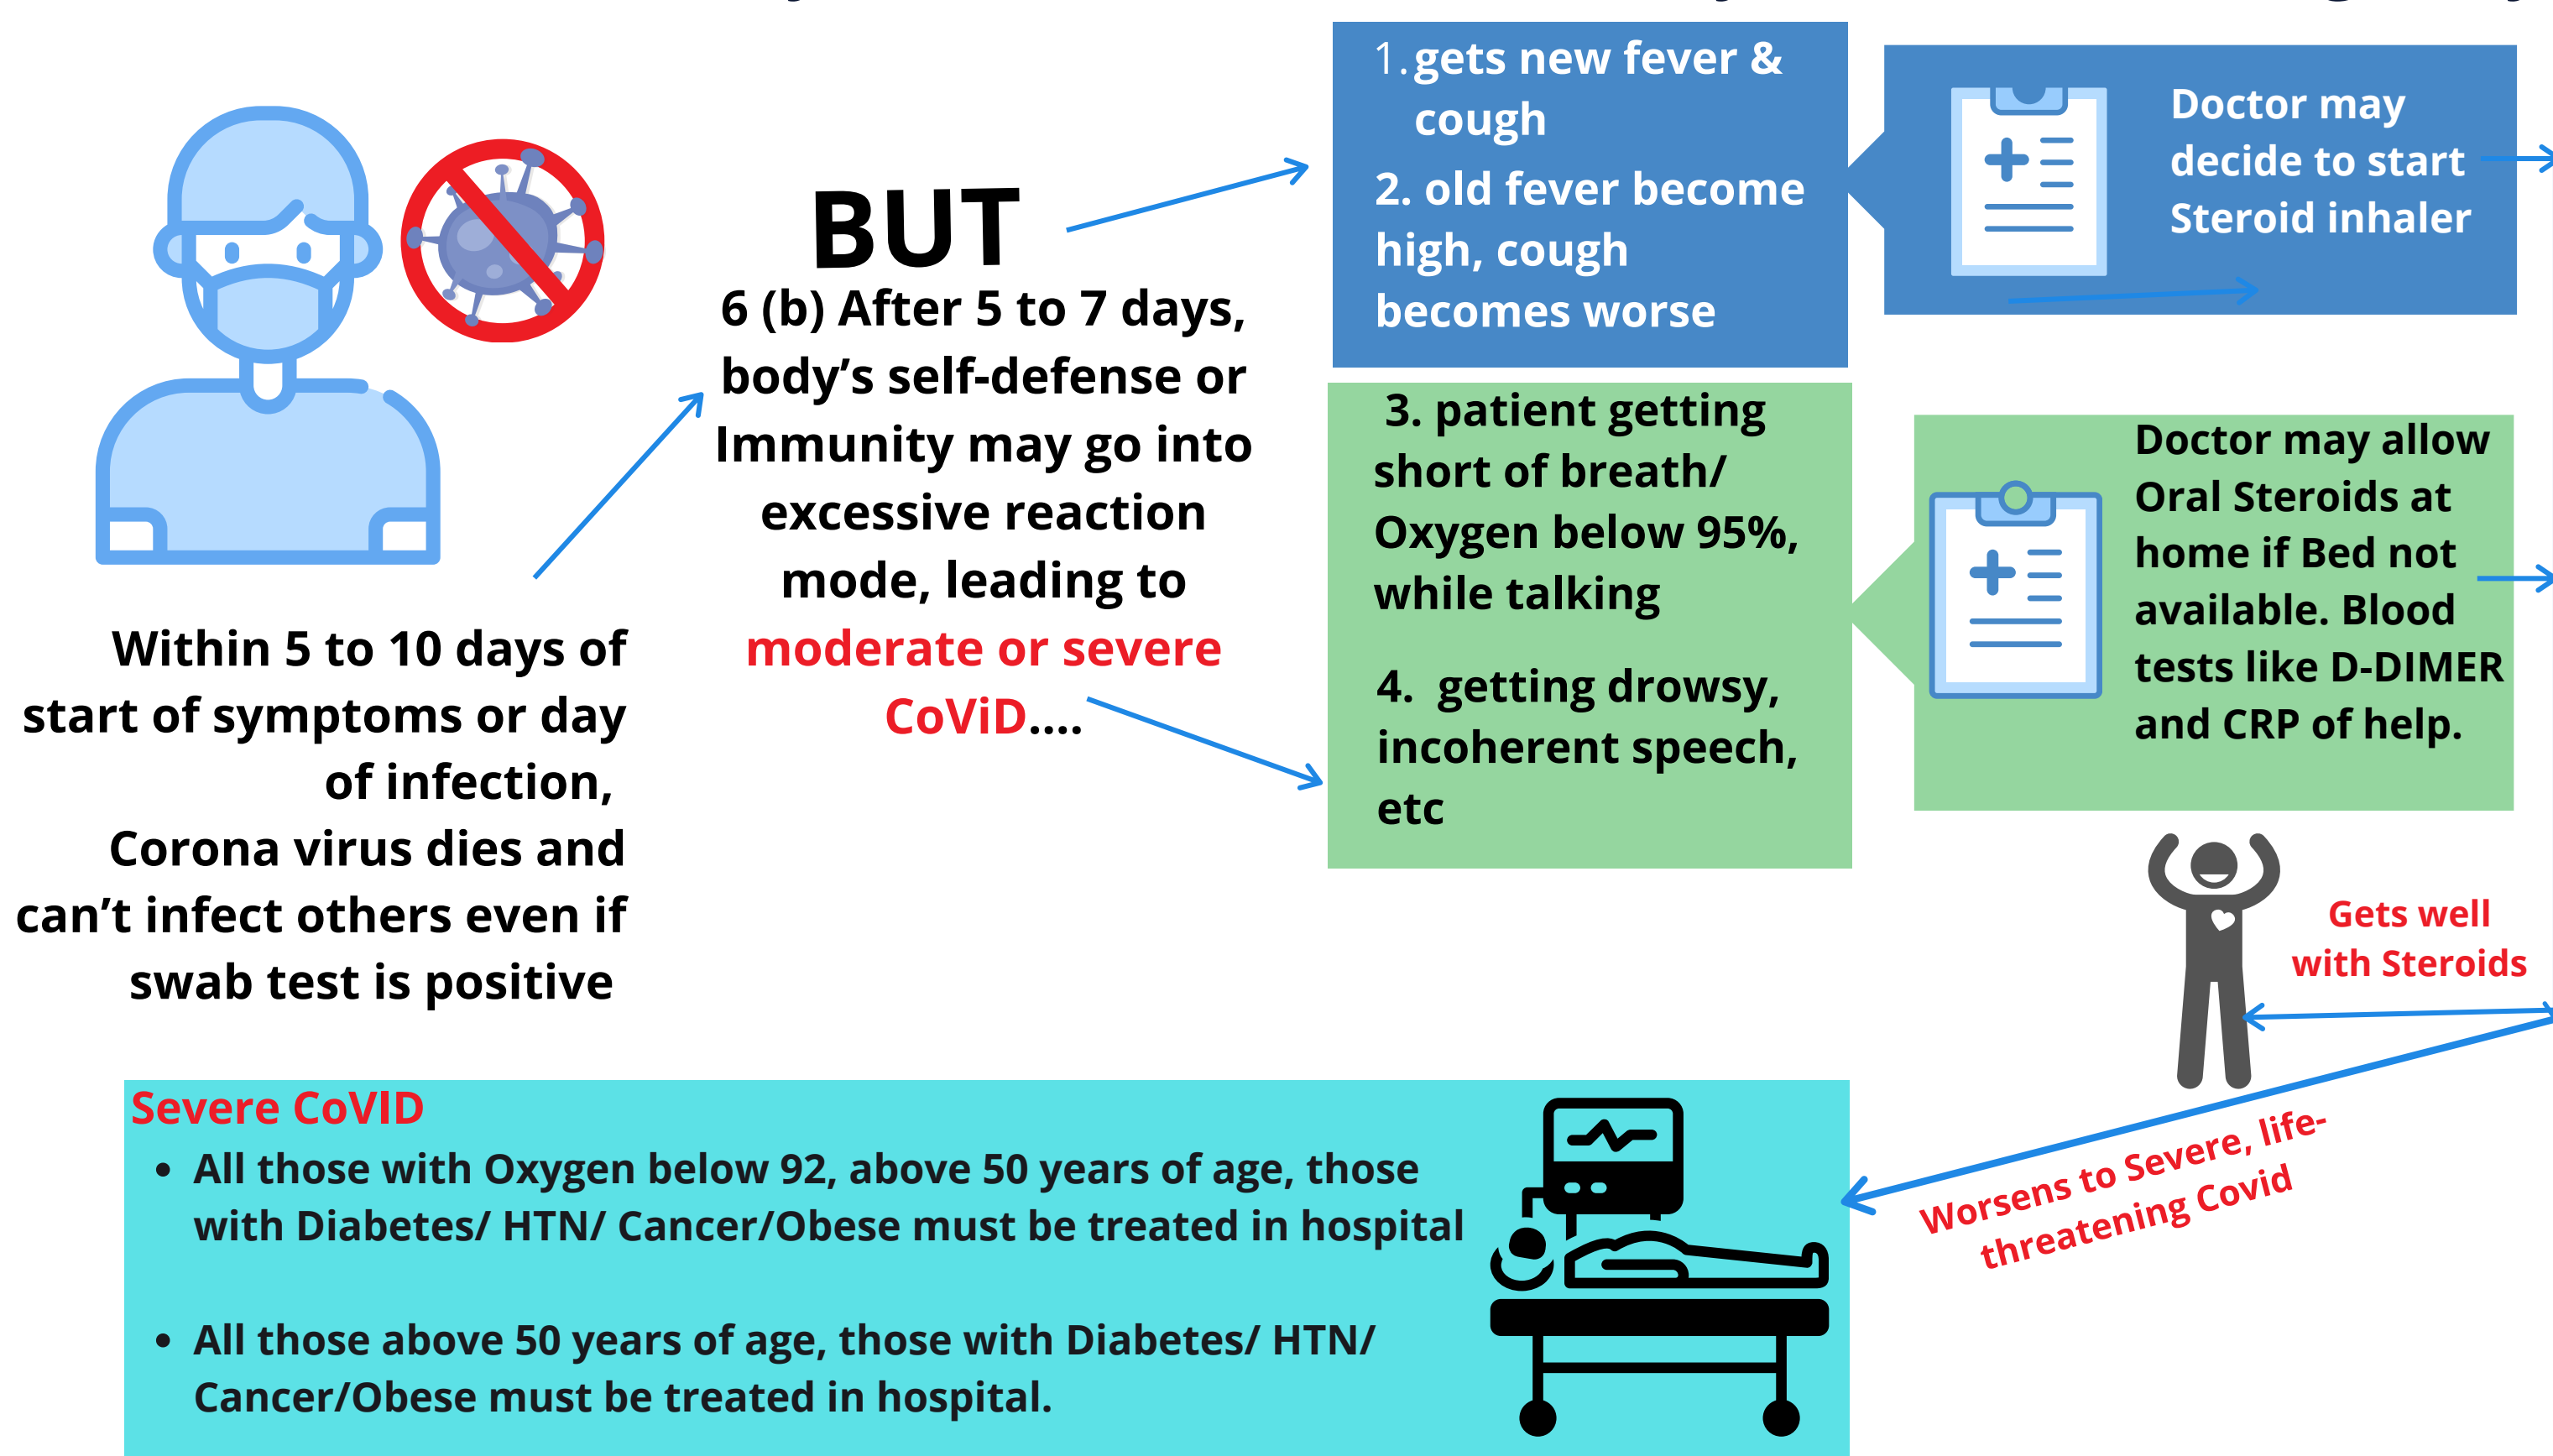 Within 5 to 10 days of
start of symptoms or day
of infection,
Corona virus dies and
can’t infect others even if
swab test is positive
BUT
6 (b) After 5 to 7 days,
body’s self-defense or
Immunity may go into
excessive reaction
mode, leading to
moderate or severe
CoViD....
1. gets new fever &
cough
2. old fever become
high, cough
becomes worse
Doctor may
decide to start
Steroid inhaler
3. patient getting
short of breath/
Oxygen below 95%,
while talking
4. getting drowsy,
incoherent speech,
etc
Doctor may allow
Oral Steroids at
home if Bed not
available. Blood
tests like D-DIMER
and CRP of help.
Gets well
with Steroids
Worsens to Severe, life-
threatening Covid
Severe CoVID
• All those with Oxygen below 92, above 50 years of age, those
with Diabetes/ HTN/ Cancer/Obese must be treated in hospital
• All those above 50 years of age, those with Diabetes/ HTN/
Cancer/Obese must be treated in hospital.